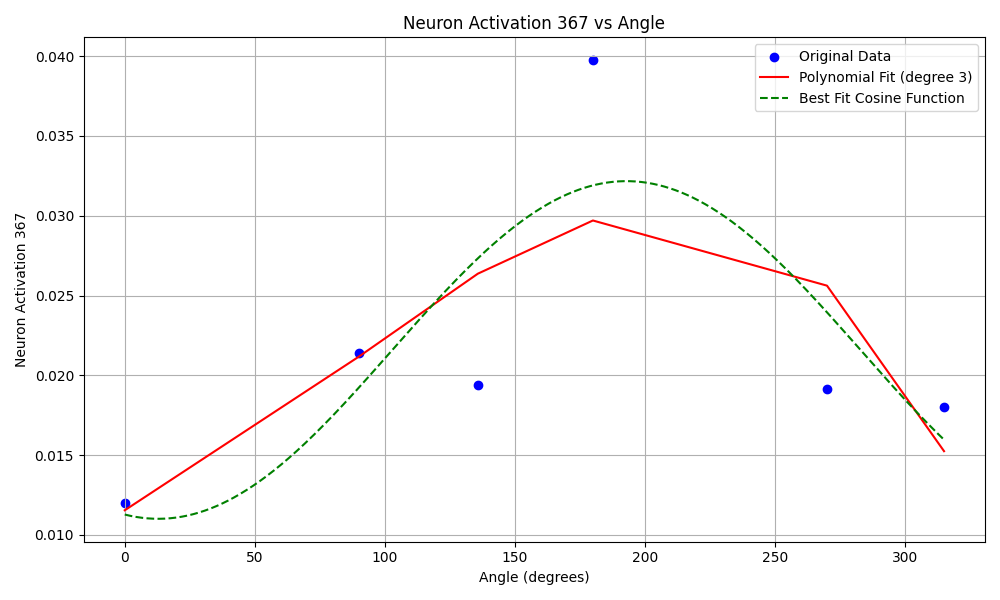 Neuron Activation 367 vs Angle
Original Data
Polynomial Fit (degree 3)
Best Fit Cosine Function
Neuron Activation 367
0.040
0.035
0.030
0.025
0.020
0.015
0.010
0 50 100 150 200 250 300
Angle (degrees)